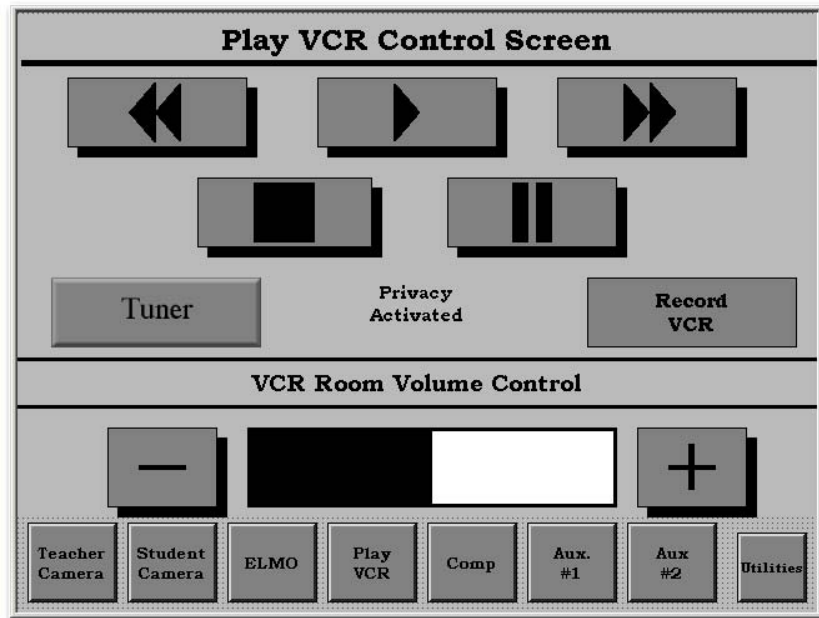 Play VCR Control Screen
Tuner
Privacy
Activated
Record
VCR
VCR Room Volume Control
Teacher
Camera
Student
Camera
ELMO
Play
VCR
Comp
Aux.
#1
Aux
#2
Utilities